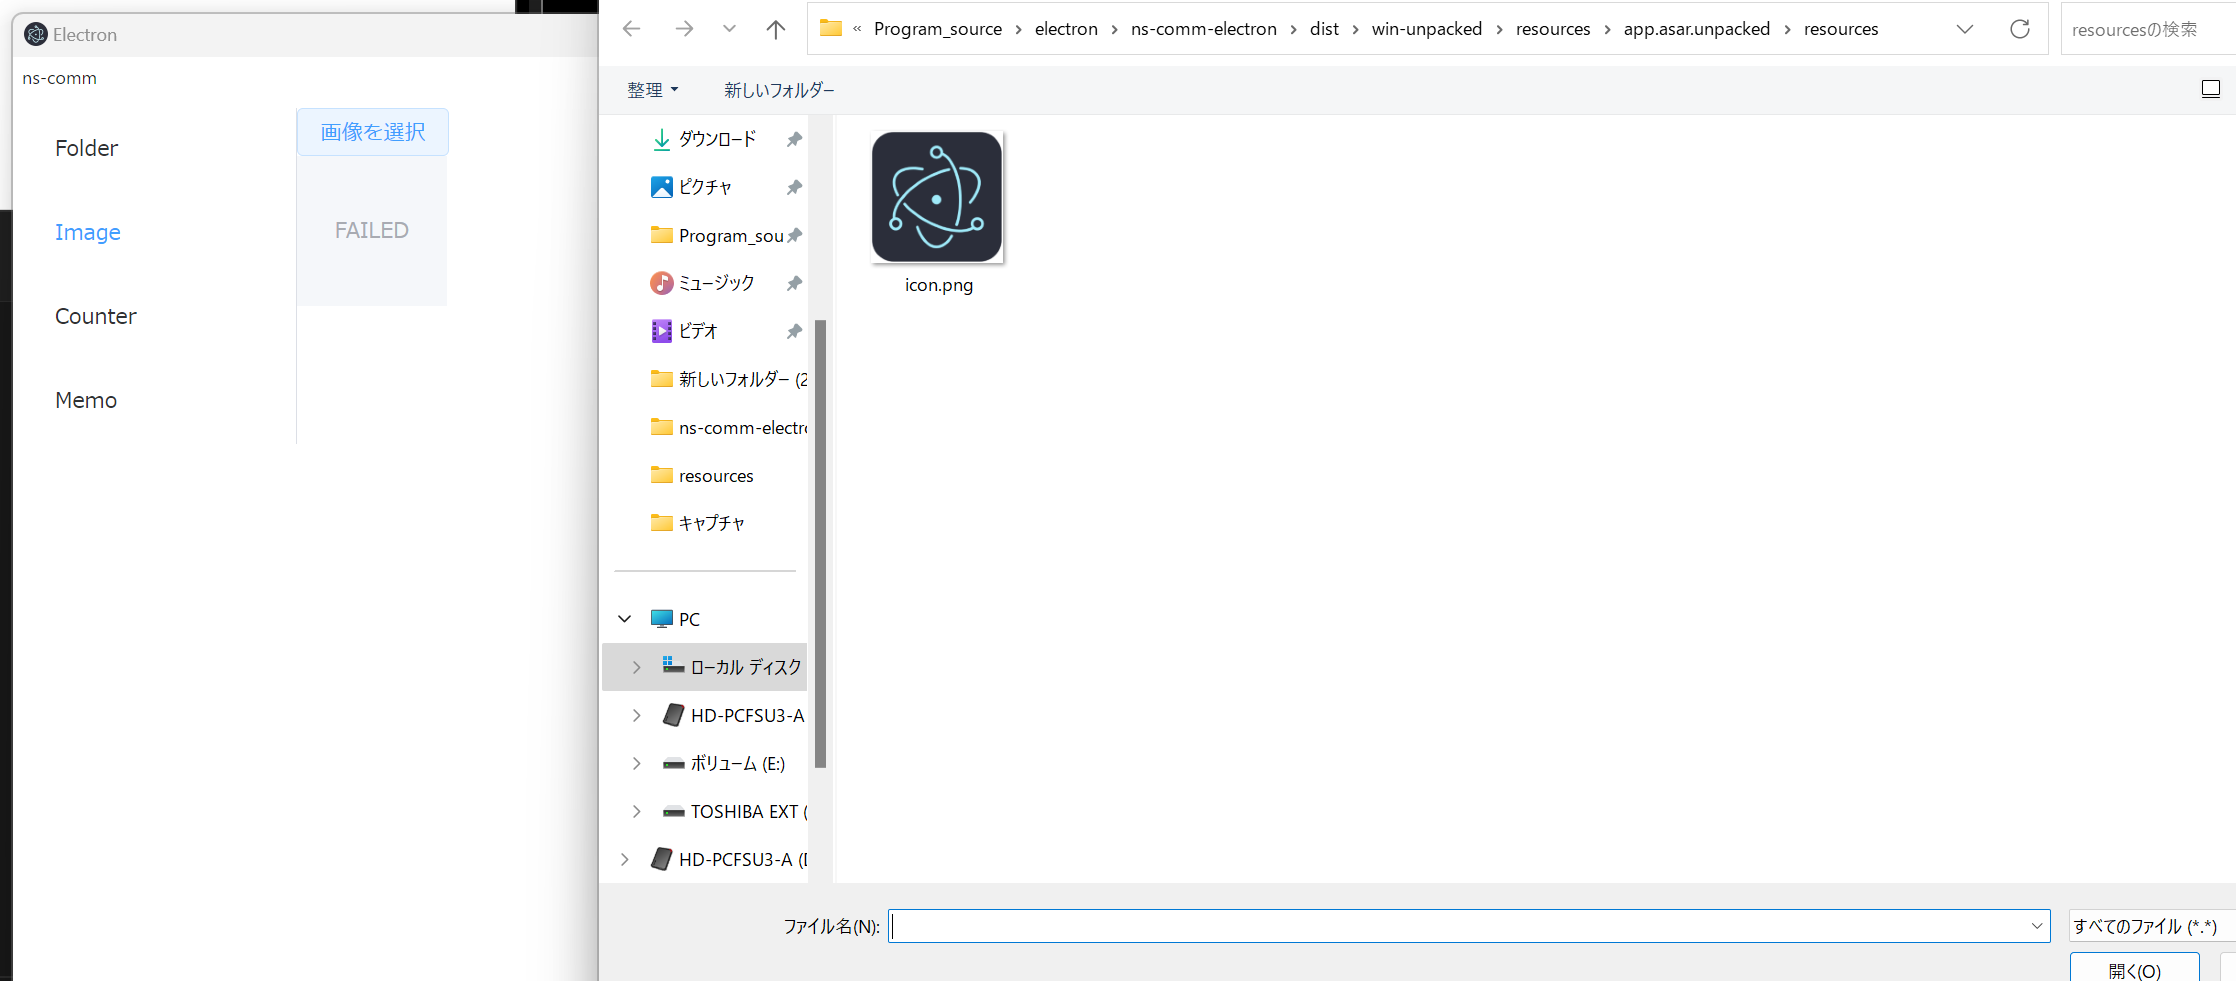 Electron
ns-comm
Folder
Image
Counter
Memo
画像を選択
FAILED
« Program_source › electron › ns-comm-electron › dist › win-unpacked › resources › app.asar.unpacked › resources
resourcesの検索
整理
新しいフォルダー
ダウンロード
ピクチャ
Program_sou
ミュージック
ビデオ
新しいフォルダー (2
ns-comm-electro
resources
キャプチャ
PC
ローカル ディスク
HD-PCFSU3-A
ボリューム (E:)
TOSHIBA EXT (
HD-PCFSU3-A (D
icon.png
ファイル名(N):
すべてのファイル (*.*)
開く(O)